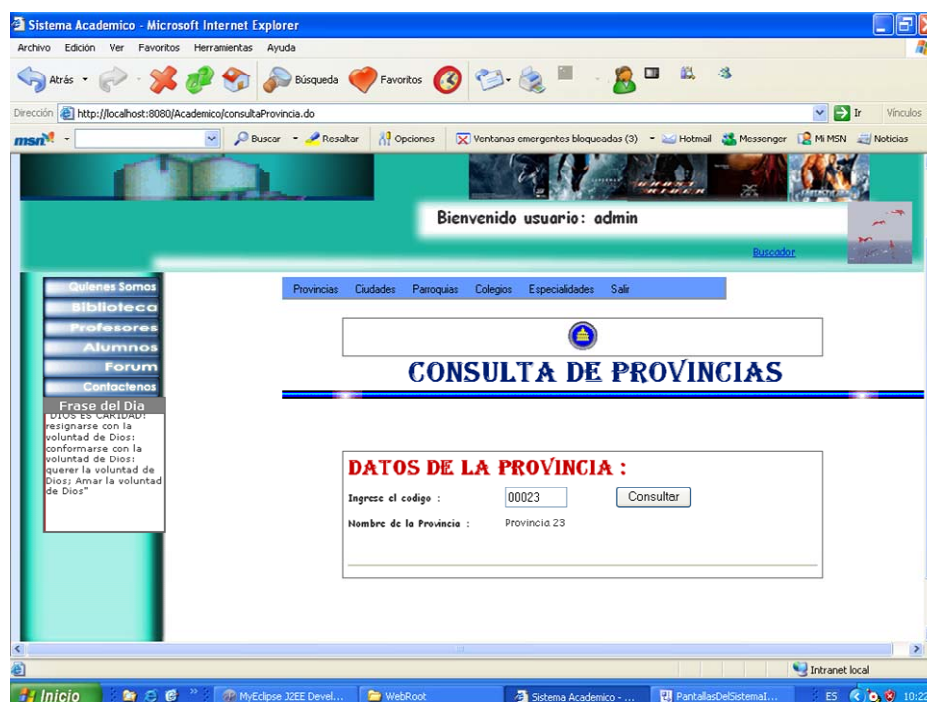 Sistema Academico - Microsoft Internet Explorer
Archivo Edición Ver Favoritos Herramientas Ayuda
Atrás Búsqueda Favoritos
Dirección http://localhost:8080/Academico/consultaProvincia.do Ir Vínculos
msn Buscar Resaltar Opciones Ventanas emergentes bloqueadas (3) Hotmail Messenger Mi MSN Noticias
Bienvenido usuario: admin
Buscador
Quienes Somos
Biblioteca
Profesores
Alumnos
Forum
Contactenos
Provincias Ciudades Parroquias Colegios Especialidades Salir
CONSULTA DE PROVINCIAS
Frase del Dia
"DIOS ES CARIDAD:
resignarse con la
voluntad de Dios:
conformarse con la
voluntad de Dios:
querer la voluntad de
Dios; Amar la voluntad
de Dios"
DATOS DE LA PROVINCIA :
Ingrese el codigo : 00023 Consultar
Nombre de la Provincia : Provincia 23
Intranet local
Inicio MyEclipse J2EE Devel... WebRoot Sistema Academico - ... PantallasDelSistemaI... ES 10:22